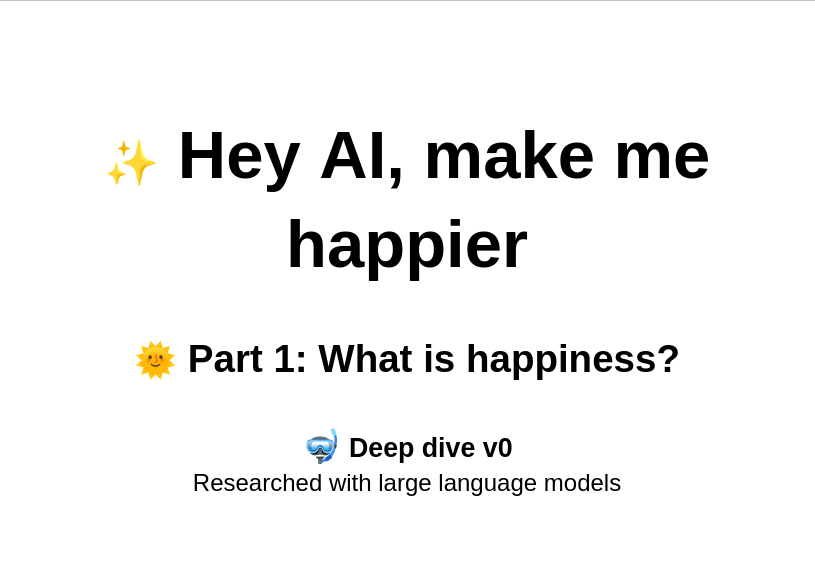 ✨ Hey AI, make me
happier
🌞 Part 1: What is happiness?
🤿 Deep dive v0
Researched with large language models